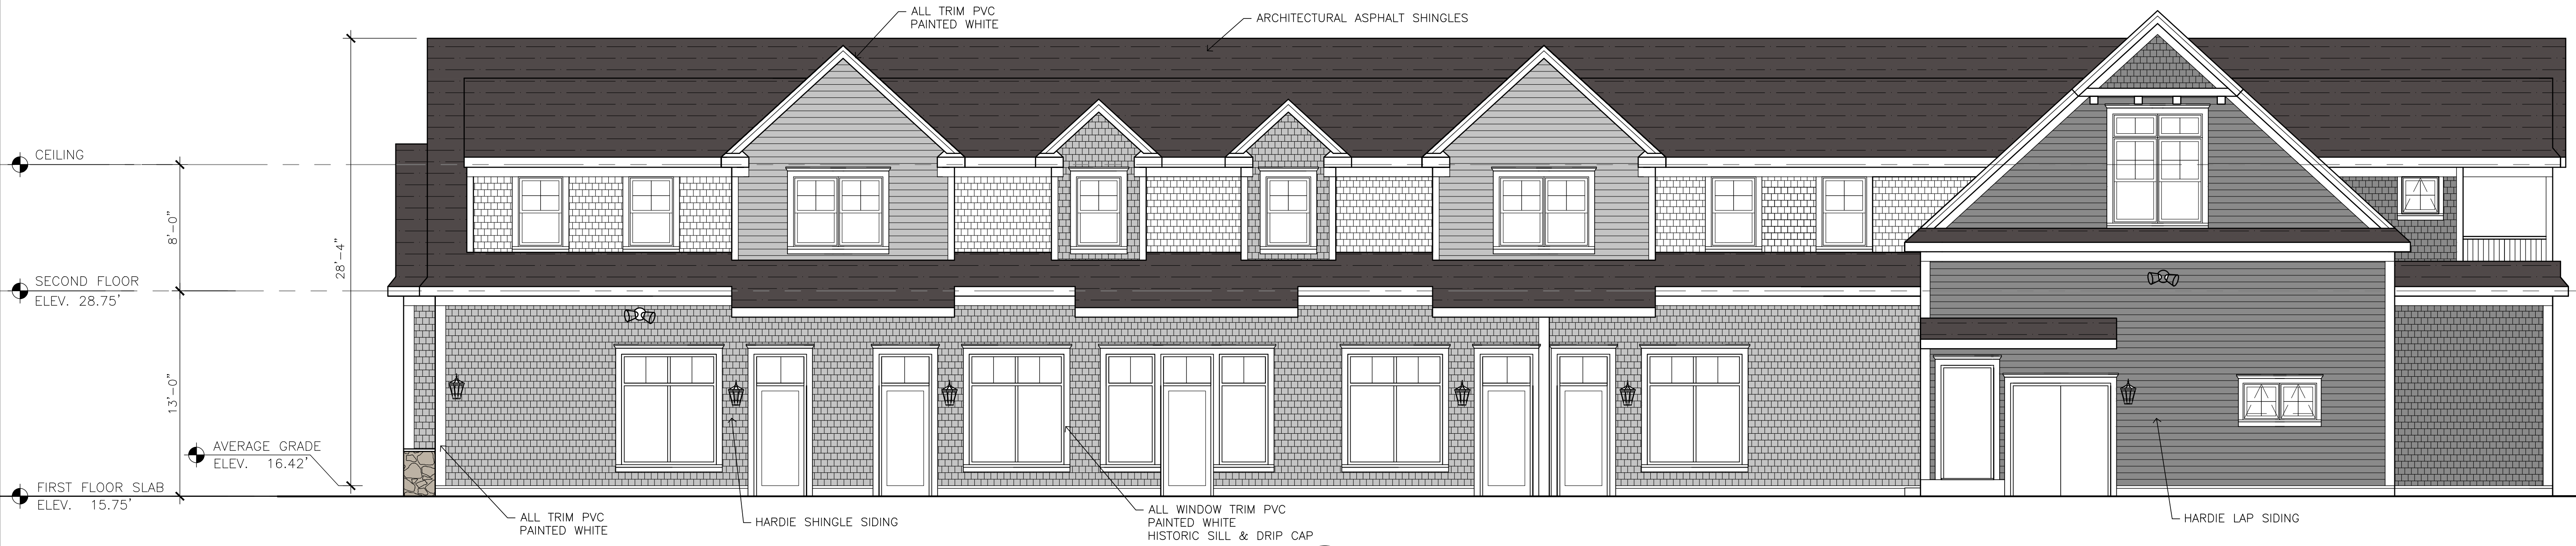 ALL TRIM PVC
PAINTED WHITE
ARCHITECTURAL ASPHALT SHINGLES
CEILING
8'-0"
28'-4"
SECOND FLOOR
ELEV. 28.75'
13'-0"
AVERAGE GRADE
ELEV. 16.42'
FIRST FLOOR SLAB
ELEV. 15.75'
ALL TRIM PVC
PAINTED WHITE
HARDIE SHINGLE SIDING
ALL WINDOW TRIM PVC
PAINTED WHITE
HISTORIC SILL & DRIP CAP
HARDIE LAP SIDING